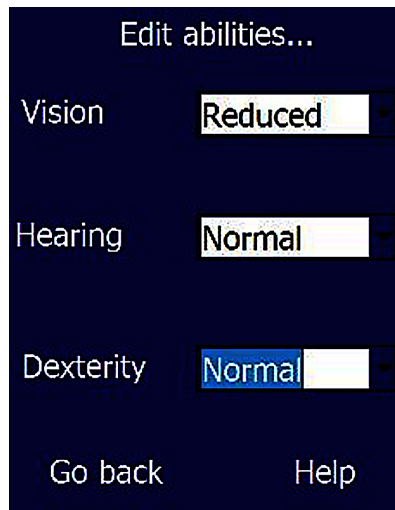 Edit abilities...
Vision Reduced
Hearing Normal
Dexterity Normal
Go back Help